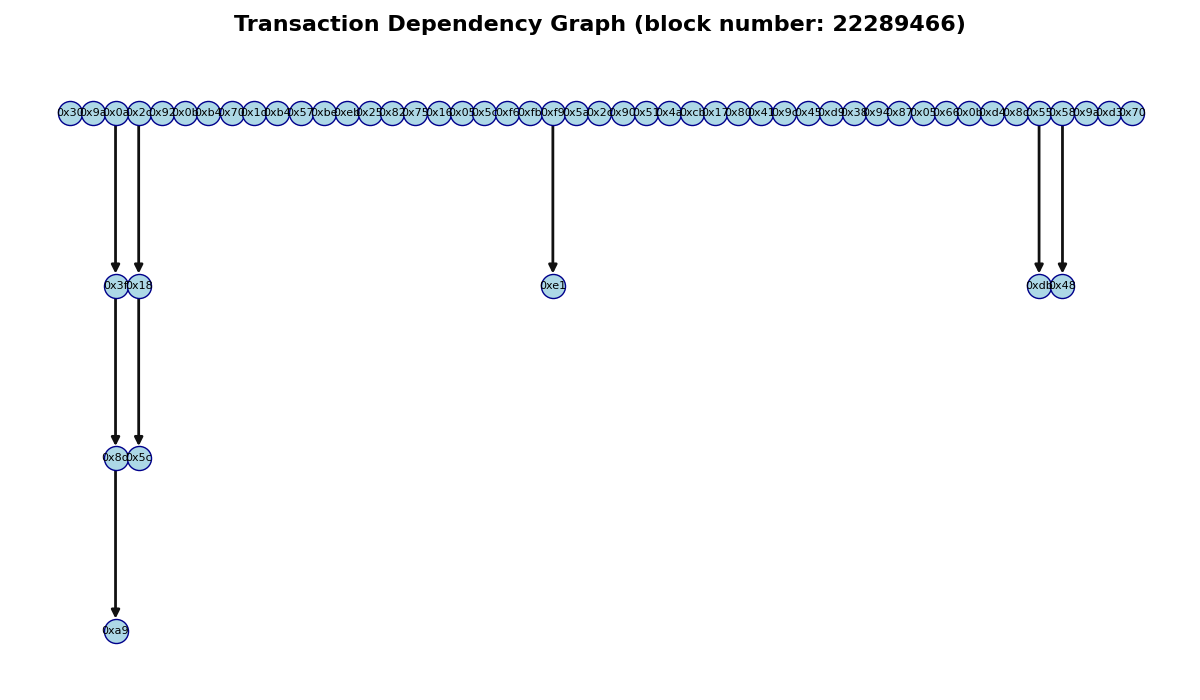 Transaction Dependency Graph (block number: 22289466)
0x30 0x9a 0x0a 0x2c 0x92 0x0b 0xb4 0x70 0x1d 0xb4 0x57 0xbe 0xeb 0x25 0x82 0x75 0x16 0x05 0x5c 0xf6 0xfb 0xf9 0x5a 0x2d 0x90 0x51 0x4a 0xcb 0x17 0x80 0x41 0x9c 0x45 0xd9 0x38 0x94 0x87 0x05 0x66 0x0b 0xd4 0x8c 0x55 0x58 0x9a 0xd3 0x70
0x3f 0x18 0xe1 0xdb 0x48
0x8d 0x5c
0xa9